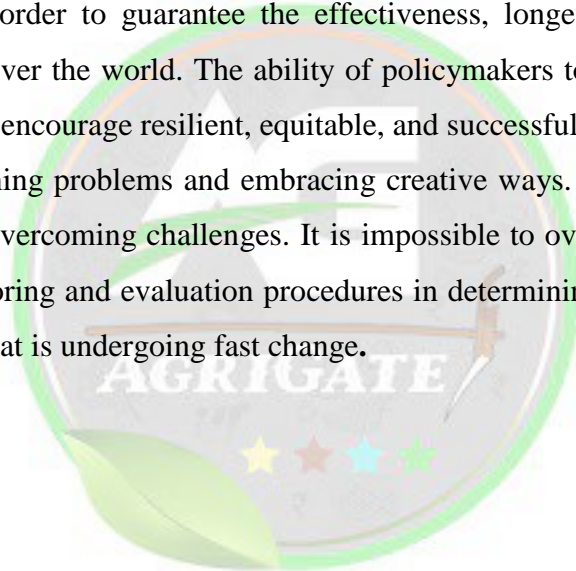 order to guarantee the effectiveness, longe
ver the world. The ability of policymakers to
encourage resilient, equitable, and successful
ning problems and embracing creative ways.
vercoming challenges. It is impossible to ov
oring and evaluation procedures in determinin
at is undergoing fast change.
AGRIGATE